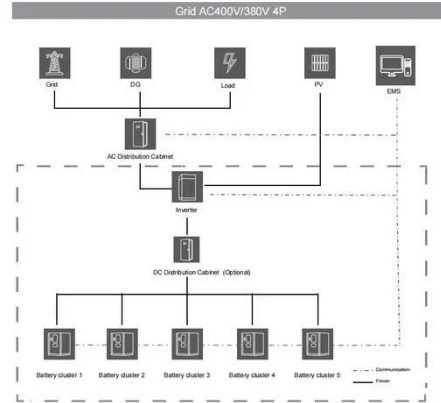 Grid AC400V/380V 4P
Grid
DG
Load
PV
EMS
AC Distribution Cabinet
Inverter
DC Distribution Cabinet (Optional)
Battery cluster 1
Battery cluster 2
Battery cluster 3
Battery cluster 4
Battery cluster 5
Communication
Power